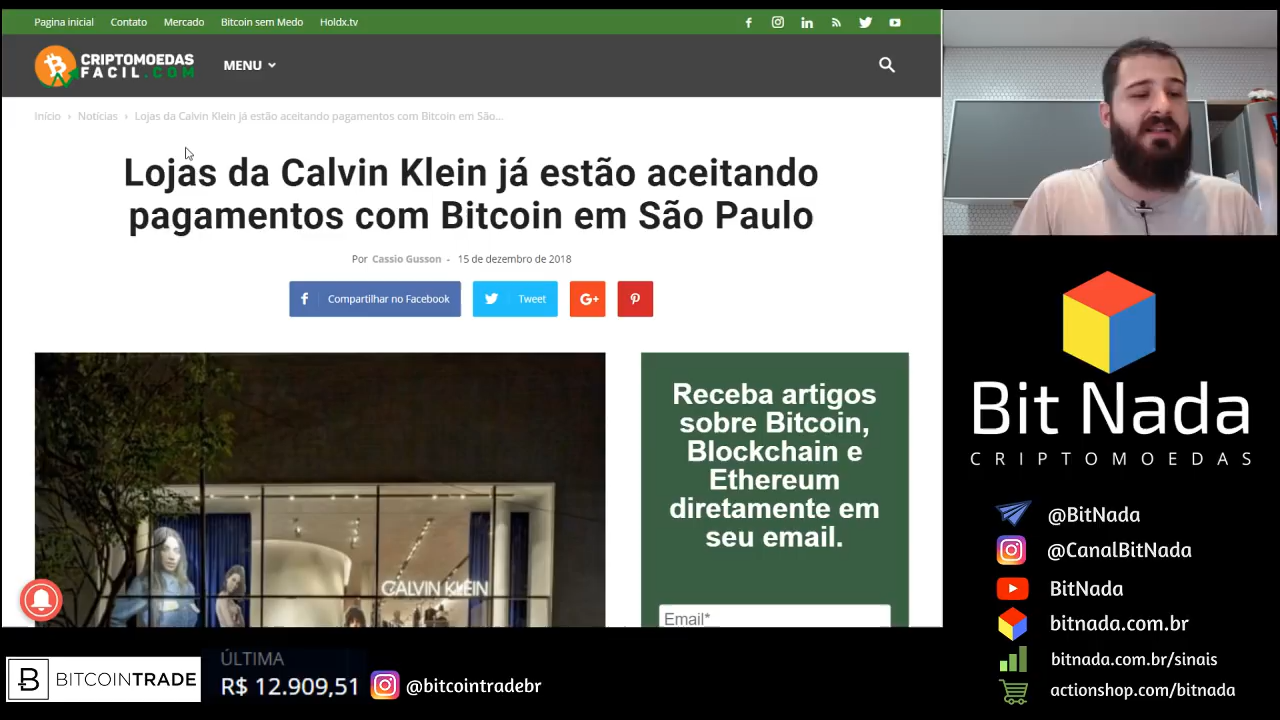 Pagina inicial Contato Mercado Bitcoin sem Medo Holdx.tv
CRIPTOMOEDAS
FACIL.COM
MENU
Início › Notícias › Lojas da Calvin Klein já estão aceitando pagamentos com Bitcoin em São...
Lojas da Calvin Klein já estão aceitando
pagamentos com Bitcoin em São Paulo
Por Cassio Gusson - 15 de dezembro de 2018
Compartilhar no Facebook Tweet G+
Receba artigos
sobre Bitcoin,
Blockchain e
Ethereum
diretamente em
seu email.
Email*
CALVIN KLEIN
Bit Nada
CRIPTOMOEDAS
@BitNada
@CanalBitNada
BitNada
bitnada.com.br
bitnada.com.br/sinais
actionshop.com/bitnada
BITCOINTRADE
ÚLTIMA
R$ 12.909,51
@bitcointradebr